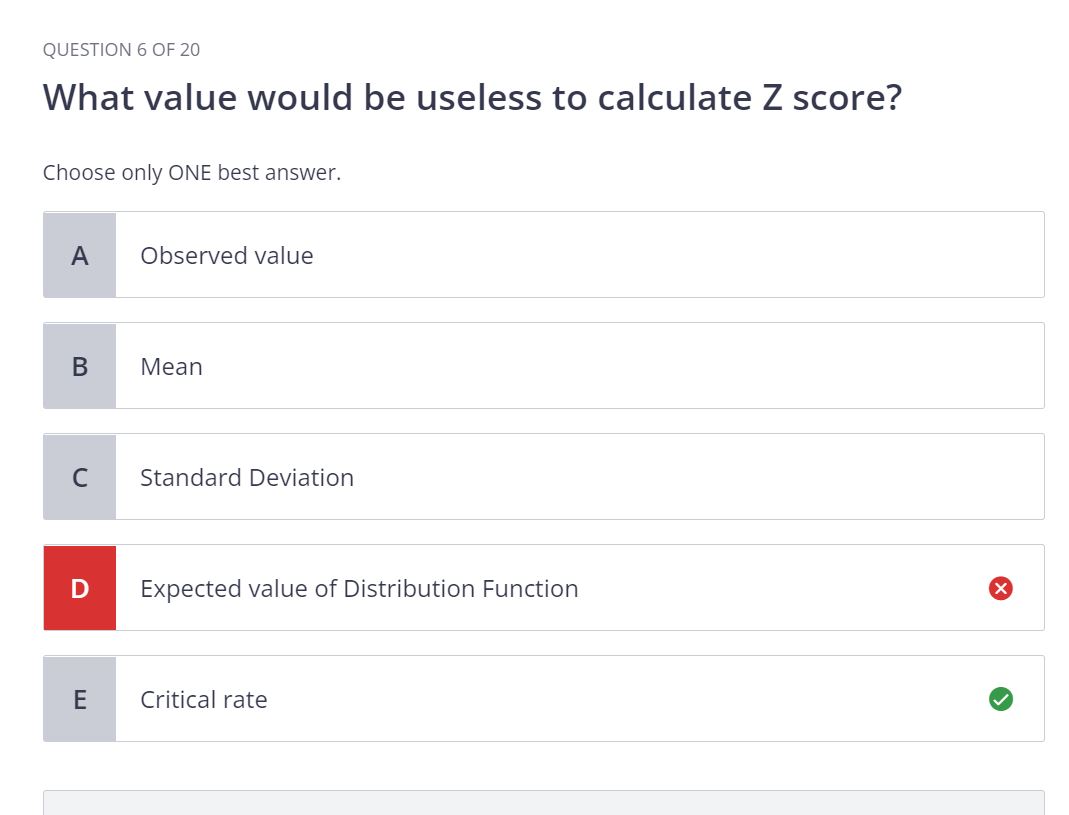 QUESTION 6 OF 20
What value would be useless to calculate Z score?
Choose only ONE best answer.
A Observed value
B Mean
C Standard Deviation
D Expected value of Distribution Function
E Critical rate